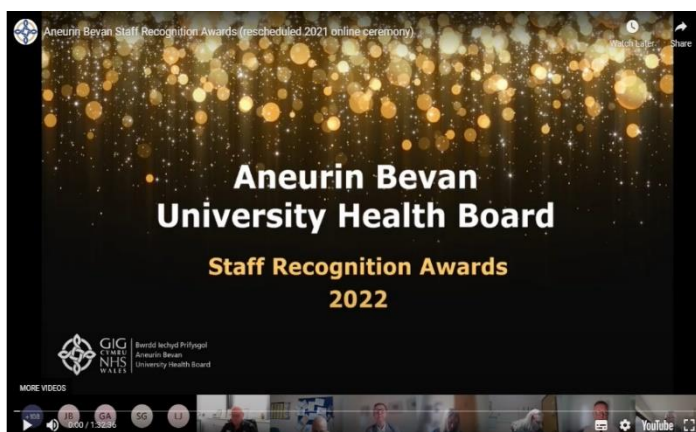 Aneurin Bevan Staff Recognition Awards (rescheduled 2021 online ceremony)
Watch Later
Share
Aneurin Bevan
University Health Board
Staff Recognition Awards
2022
GIG
CYMRU
NHS
WALES
Bwrdd Iechyd Prifysgol
Aneurin Bevan
University Health Board
MORE VIDEOS
JB
GA
SG
LJ
0:00 / 1:32:36
YouTube